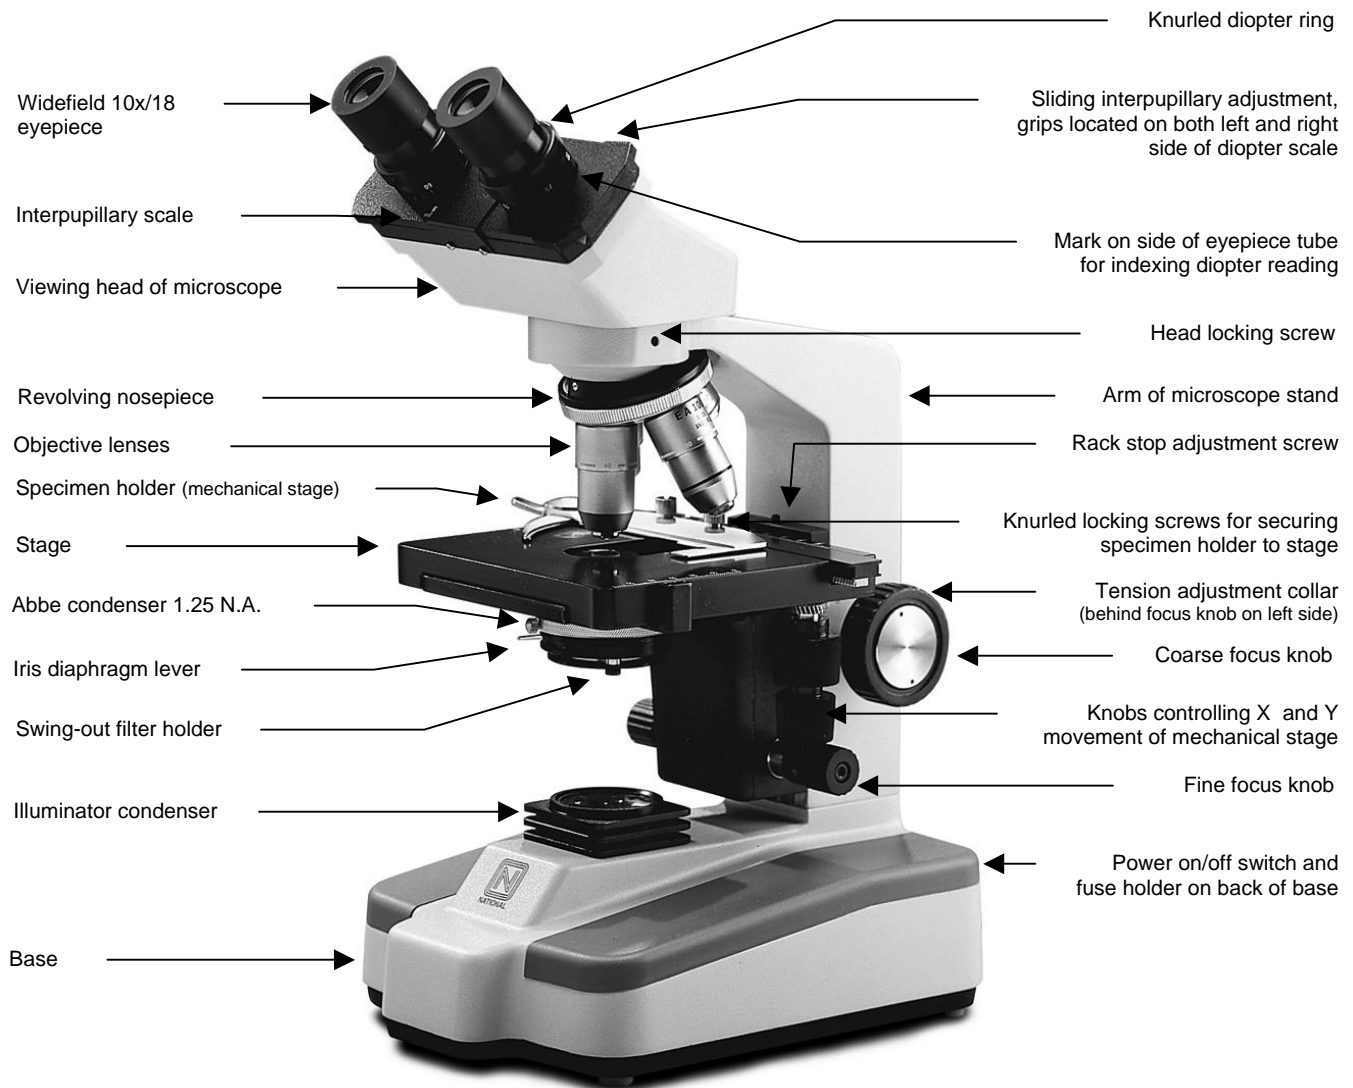 Knurled diopter ring
Widefield 10x/18
eyepiece
Sliding interpupillary adjustment,
grips located on both left and right
side of diopter scale
Interpupillary scale
Mark on side of eyepiece tube
for indexing diopter reading
Viewing head of microscope
Head locking screw
Revolving nosepiece
Arm of microscope stand
Objective lenses
Rack stop adjustment screw
Specimen holder (mechanical stage)
Knurled locking screws for securing
specimen holder to stage
Stage
Abbe condenser 1.25 N.A.
Tension adjustment collar
(behind focus knob on left side)
Iris diaphragm lever
Coarse focus knob
Swing-out filter holder
Knobs controlling X and Y
movement of mechanical stage
Illuminator condenser
Fine focus knob
Power on/off switch and
fuse holder on back of base
N
NATIONAL
Base